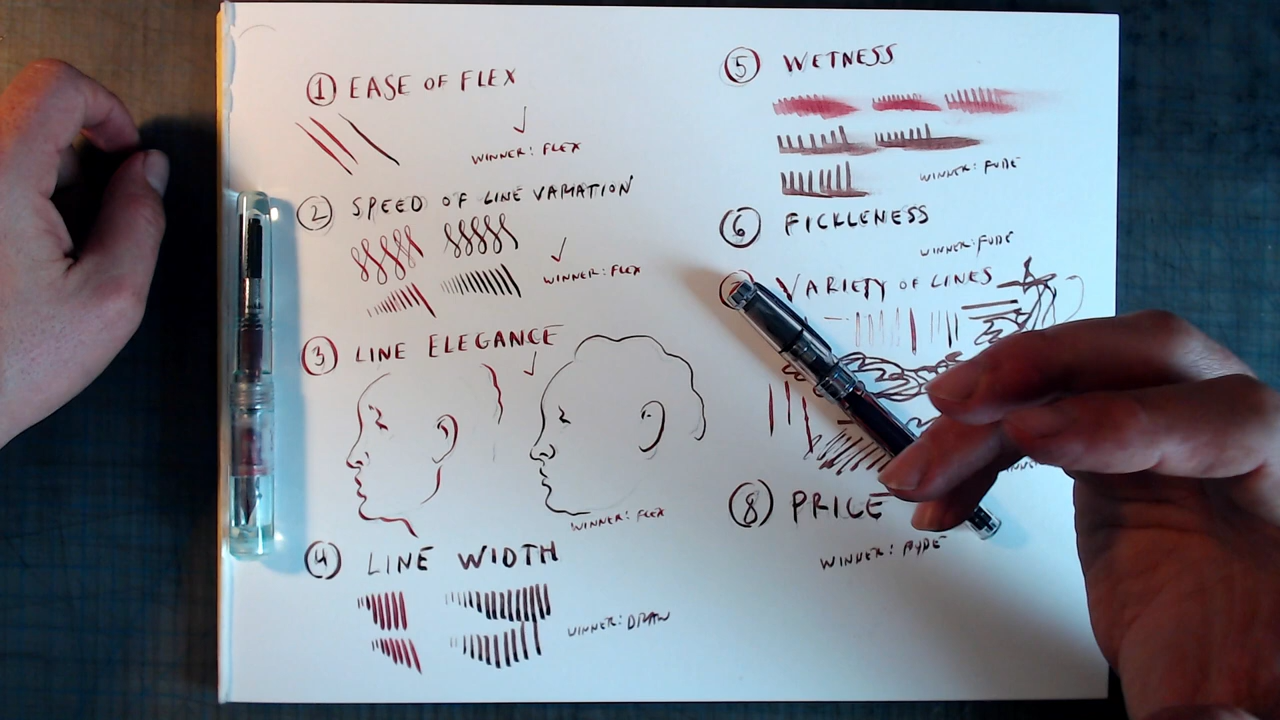 1 EASE OF FLEX
WINNER: FLEX
2 SPEED OF LINE VARIATION
WINNER: FLEX
3 LINE ELEGANCE
WINNER: FLEX
4 LINE WIDTH
WINNER: DRAW
5 WETNESS
WINNER: FUDE
6 FICKLENESS
WINNER: FUDE
VARIETY OF LINES
8 PRICE
WINNER: FUDE